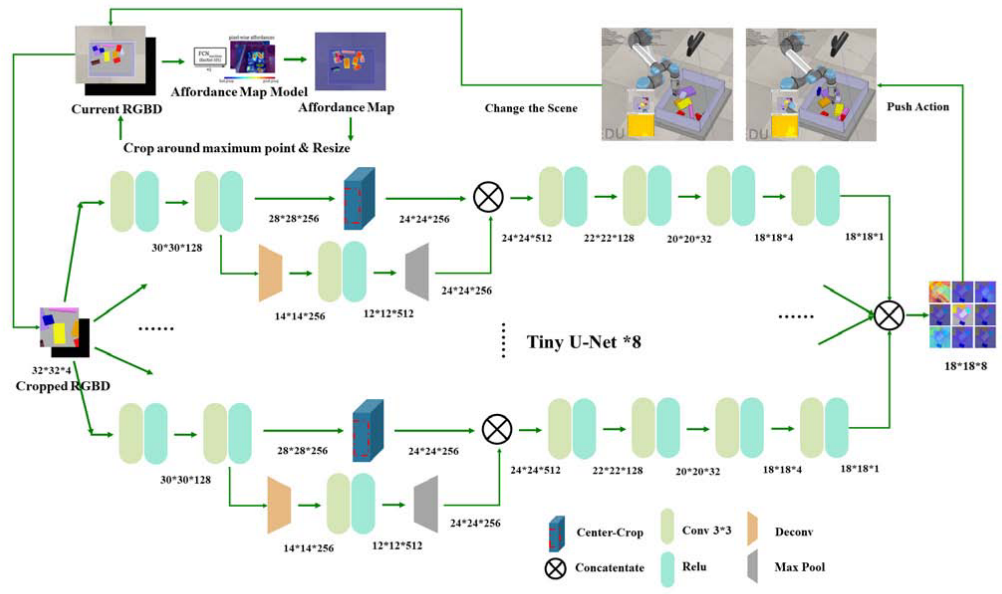 pixel-wise affordances
Current RGBD
Affordance Map Model
Affordance Map
Change the Scene
EDU
EDU
Push Action
Crop around maximum point & Resize
28*28*256
24*24*256
30*30*128
24*24*512
22*22*128
20*20*32
18*18*4
18*18*1
24*24*256
14*14*256
12*12*512
......
......
Tiny U-Net *8
......
32*32*4
Cropped RGBD
18*18*8
28*28*256
24*24*256
30*30*128
24*24*512
22*22*128
20*20*32
18*18*4
18*18*1
24*24*256
14*14*256
12*12*512
Center-Crop
Conv 3*3
Deconv
Concatentate
Relu
Max Pool